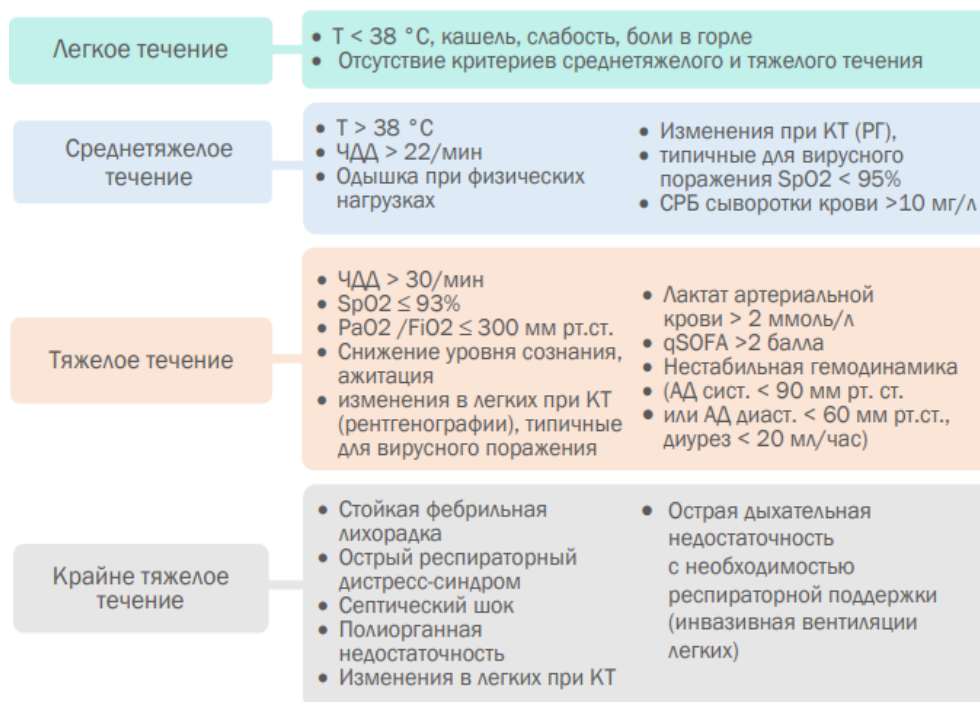 Легкое течение
• Т < 38 °С, кашель, слабость, боли в горле
• Отсутствие критериев среднетяжелого и тяжелого течения
Среднетяжелое
течение
• Т > 38 °С
• ЧДД > 22/мин
• Одышка при физических
нагрузках
• Изменения при КТ (РГ),
• типичные для вирусного
поражения SpO2 < 95%
• СРБ сыворотки крови >10 мг/л
Тяжелое течение
• ЧДД > 30/мин
• SpO2 ≤ 93%
• PaO2 /FiO2 ≤ 300 мм рт.ст.
• Снижение уровня сознания,
ажитация
• изменения в легких при КТ
(рентгенографии), типичные
для вирусного поражения
• Лактат артериальной
крови > 2 ммоль/л
• qSOFA >2 балла
• Нестабильная гемодинамика
• (АД сист. < 90 мм рт. ст.
• или АД диаст. < 60 мм рт.ст.,
диурез < 20 мл/час)
Крайне тяжелое
течение
• Стойкая фебрильная
лихорадка
• Острый респираторный
дистресс-синдром
• Септический шок
• Полиорганная
недостаточность
• Изменения в легких при КТ
• Острая дыхательная
недостаточность
с необходимостью
респираторной поддержки
(инвазивная вентиляции
легких)